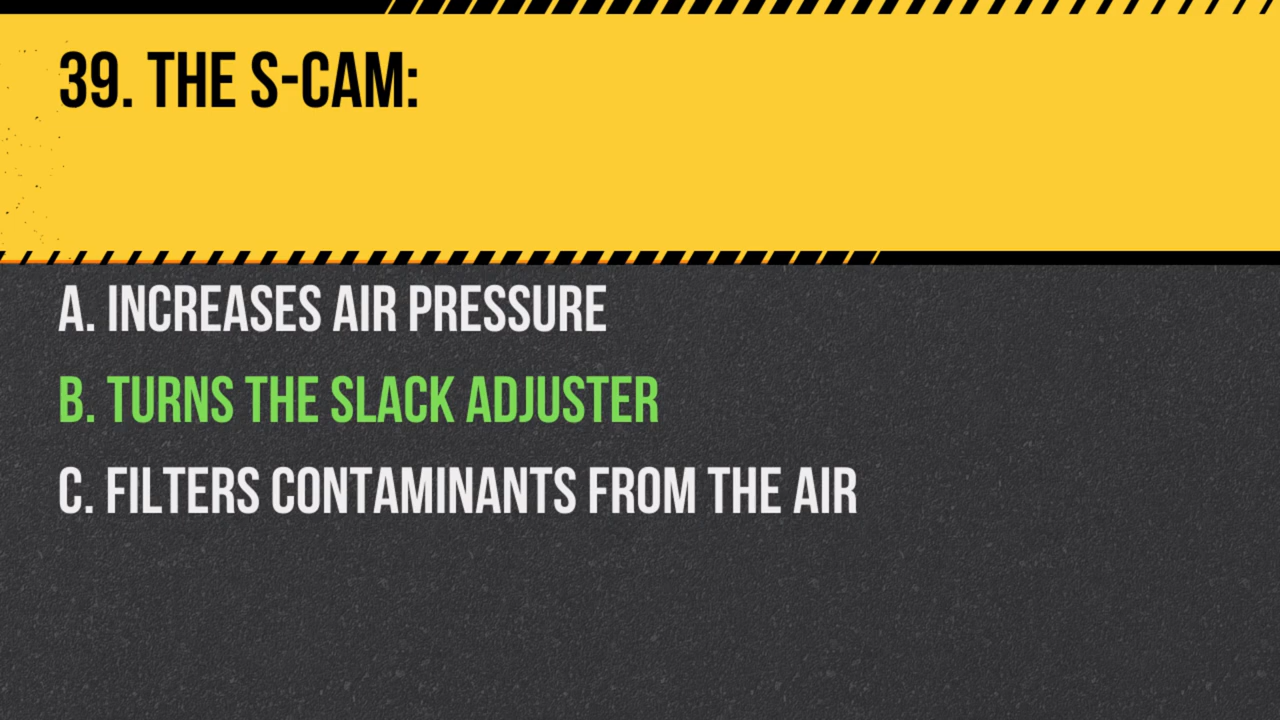 39. THE S-CAM:
A. INCREASES AIR PRESSURE
B. TURNS THE SLACK ADJUSTER
C. FILTERS CONTAMINANTS FROM THE AIR